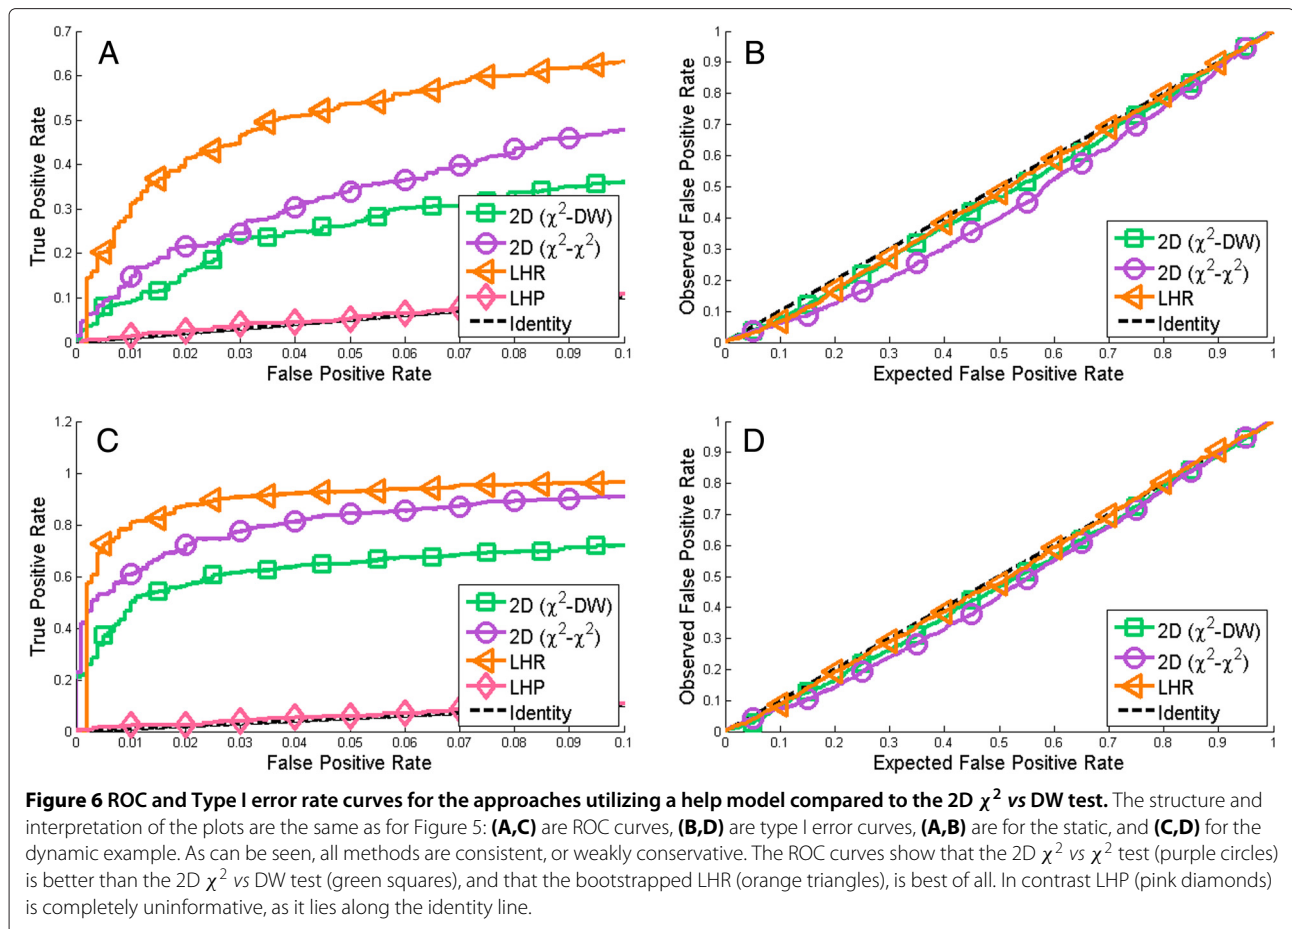 A
True Positive Rate
0.7
0.6
0.5
0.4
0.3
0.2
0.1
0
0 0.01 0.02 0.03 0.04 0.05 0.06 0.07 0.08 0.09 0.1
False Positive Rate
2D (χ²-DW)
2D (χ²-χ²)
LHR
LHP
Identity
B
Observed False Positive Rate
1
0.9
0.8
0.7
0.6
0.5
0.4
0.3
0.2
0.1
0
0 0.1 0.2 0.3 0.4 0.5 0.6 0.7 0.8 0.9 1
Expected False Positive Rate
2D (χ²-DW)
2D (χ²-χ²)
LHR
Identity
C
True Positive Rate
1.2
1
0.8
0.6
0.4
0.2
0
0 0.01 0.02 0.03 0.04 0.05 0.06 0.07 0.08 0.09 0.1
False Positive Rate
2D (χ²-DW)
2D (χ²-χ²)
LHR
LHP
Identity
D
Observed False Positive Rate
1
0.9
0.8
0.7
0.6
0.5
0.4
0.3
0.2
0.1
0
0 0.1 0.2 0.3 0.4 0.5 0.6 0.7 0.8 0.9 1
Expected False Positive Rate
2D (χ²-DW)
2D (χ²-χ²)
LHR
Identity
Figure 6 ROC and Type I error rate curves for the approaches utilizing a help model compared to the 2D χ² vs DW test. The structure and
interpretation of the plots are the same as for Figure 5: (A,C) are ROC curves, (B,D) are type I error curves, (A,B) are for the static, and (C,D) for the
dynamic example. As can be seen, all methods are consistent, or weakly conservative. The ROC curves show that the 2D χ² vs χ² test (purple circles)
is better than the 2D χ² vs DW test (green squares), and that the bootstrapped LHR (orange triangles), is best of all. In contrast LHP (pink diamonds)
is completely uninformative, as it lies along the identity line.